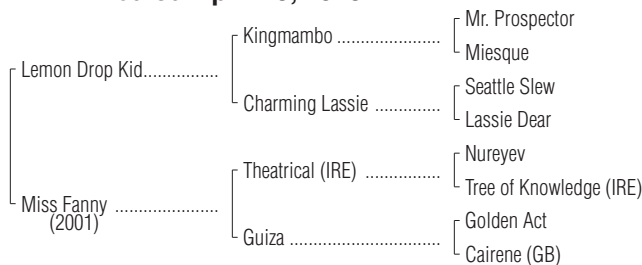 Mr. Prospector
Kingmambo ..................
Miesque
Lemon Drop Kid...............
Seattle Slew
Charming Lassie .............
Lassie Dear
Nureyev
Theatrical (IRE) ...............
Tree of Knowledge (IRE)
Miss Fanny .....................
(2001)
Golden Act
Guiza ..............................
Cairene (GB)